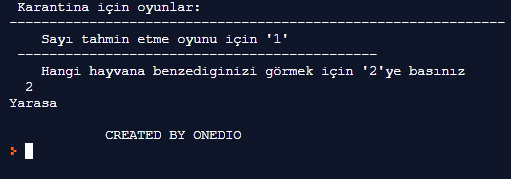 Karantina için oyunlar:
--------------------------------------------------------------
Sayı tahmin etme oyunu için '1'
---------------------------------------------
Hangi hayvana benzediginizi görmek için '2'ye basınız
2
Yarasa
CREATED BY ONEDIO
>